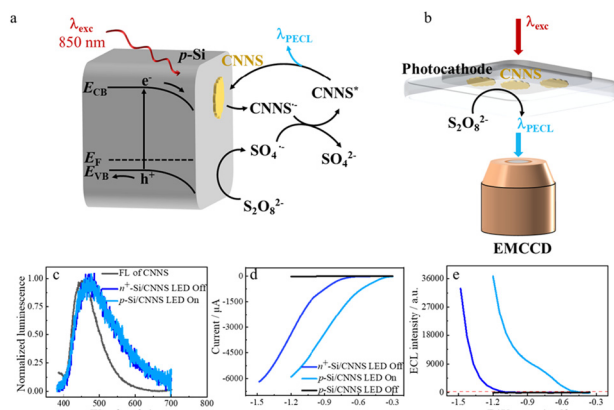 a
λexc
850 nm
p-Si
CNNS
λPECL
ECB
e-
CNNS*
CNNS•-
EF
EVB
h+
SO4•-
SO42-
S2O82-
b
λexc
Photocathode
CNNS
S2O82-
λPECL
EMCCD
c
Normalized luminescence
1.00
0.75
0.50
0.25
0.00
FL of CNNS
n+-Si/CNNS LED Off
p-Si/CNNS LED On
400 500 600 700
d
Current / μA
0
-1500
-3000
-4500
-6000
n+-Si/CNNS LED Off
p-Si/CNNS LED On
p-Si/CNNS LED Off
-1.5 -1.2 -0.9 -0.6 -0.3
e
ECL intensity / a.u.
36000
27000
18000
9000
0
-1.5 -1.2 -0.9 -0.6 -0.3